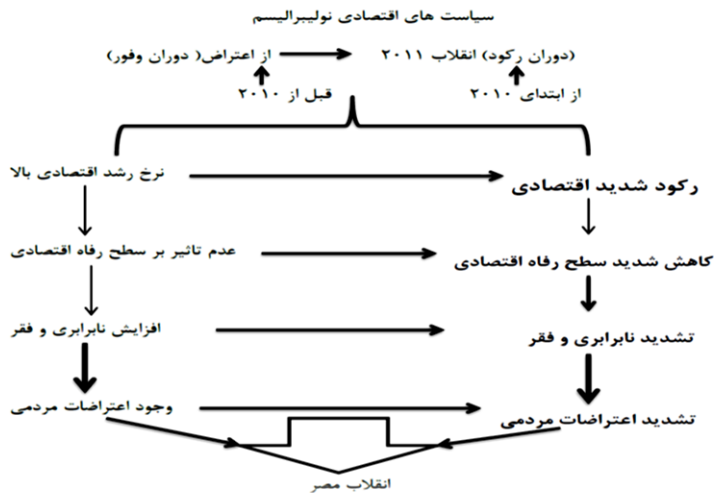 سیاست های اقتصادی نولیبرالیسم
از اعتراض( دوران وفور) (دوران رکود) انقلاب ۲۰۱۱
قبل از ۲۰۱۰ از ابتدای ۲۰۱۰
نرخ رشد اقتصادی بالا رکود شدید اقتصادی
عدم تاثیر بر سطح رفاه اقتصادی کاهش شدید سطح رفاه اقتصادی
افزایش نابرابری و فقر تشدید نابرابری و فقر
وجود اعتراضات مردمی تشدید اعتراضات مردمی
انقلاب مصر